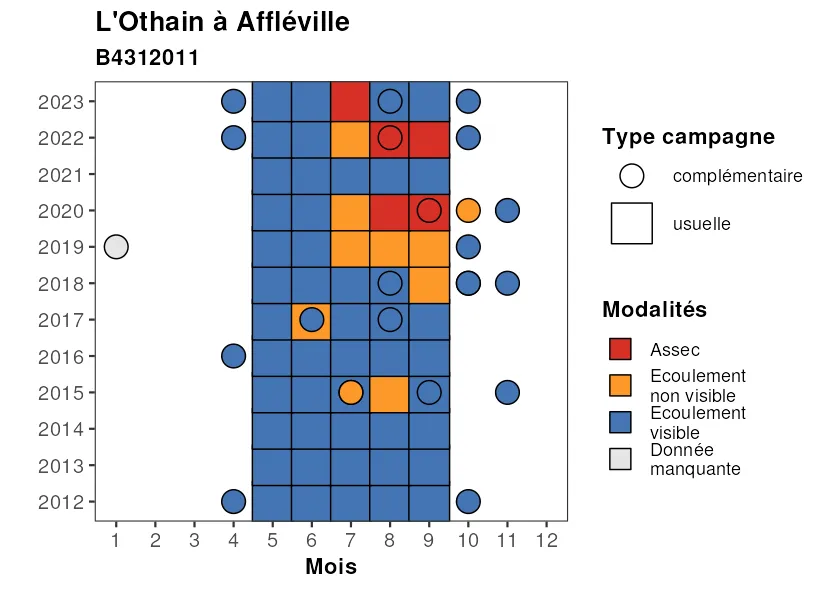 L'Othain à Affléville
B4312011
2023
2022
2021
2020
2019
2018
2017
2016
2015
2014
2013
2012
1 2 3 4 5 6 7 8 9 10 11 12
Mois
Type campagne
complémentaire
usuelle
Modalités
Assec
Ecoulement
non visible
Ecoulement
visible
Donnée
manquante